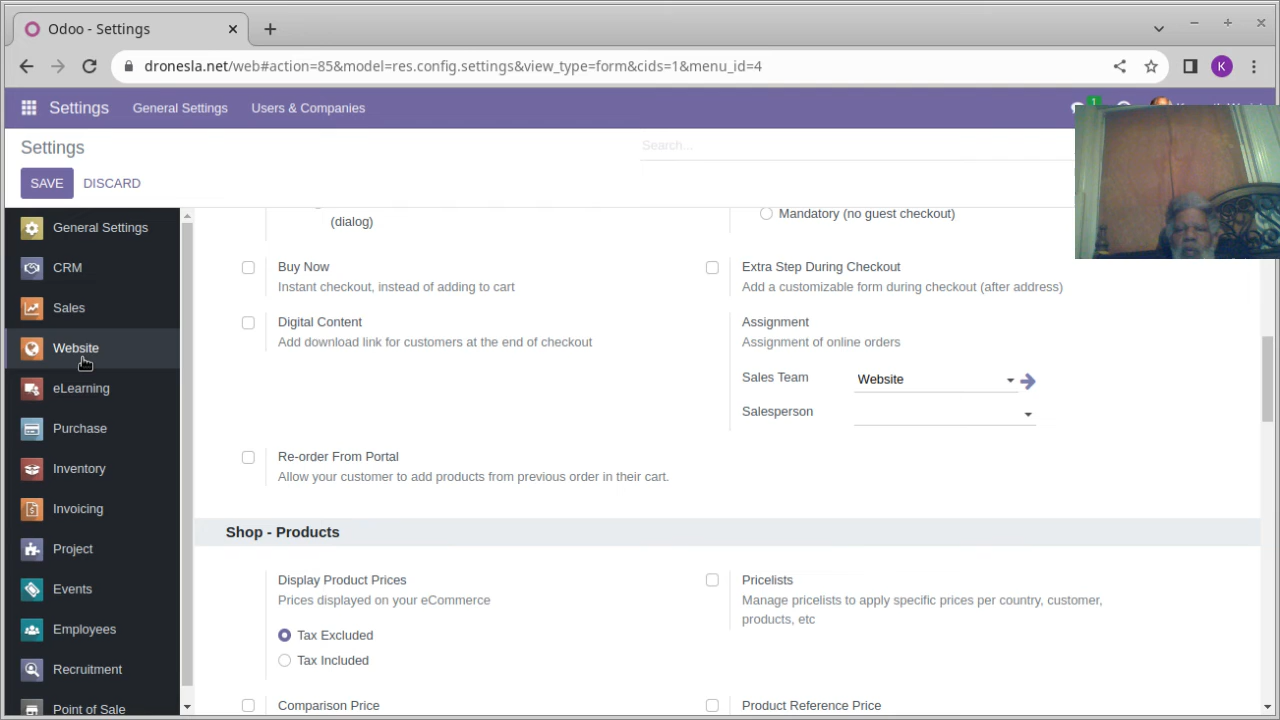 Odoo - Settings
dronesla.net/web#action=85&model=res.config.settings&view_type=form&cids=1&menu_id=4
K
Settings
General Settings
Users & Companies
1
Settings
Search...
SAVE
DISCARD
General Settings
CRM
Sales
Website
eLearning
Purchase
Inventory
Invoicing
Project
Events
Employees
Recruitment
Point of Sale
(dialog)
Mandatory (no guest checkout)
Buy Now
Instant checkout, instead of adding to cart
Extra Step During Checkout
Add a customizable form during checkout (after address)
Digital Content
Add download link for customers at the end of checkout
Assignment
Assignment of online orders
Sales Team
Website
Salesperson
Re-order From Portal
Allow your customer to add products from previous order in their cart.
Shop - Products
Display Product Prices
Prices displayed on your eCommerce
Tax Excluded
Tax Included
Pricelists
Manage pricelists to apply specific prices per country, customer,
products, etc
Comparison Price
Product Reference Price